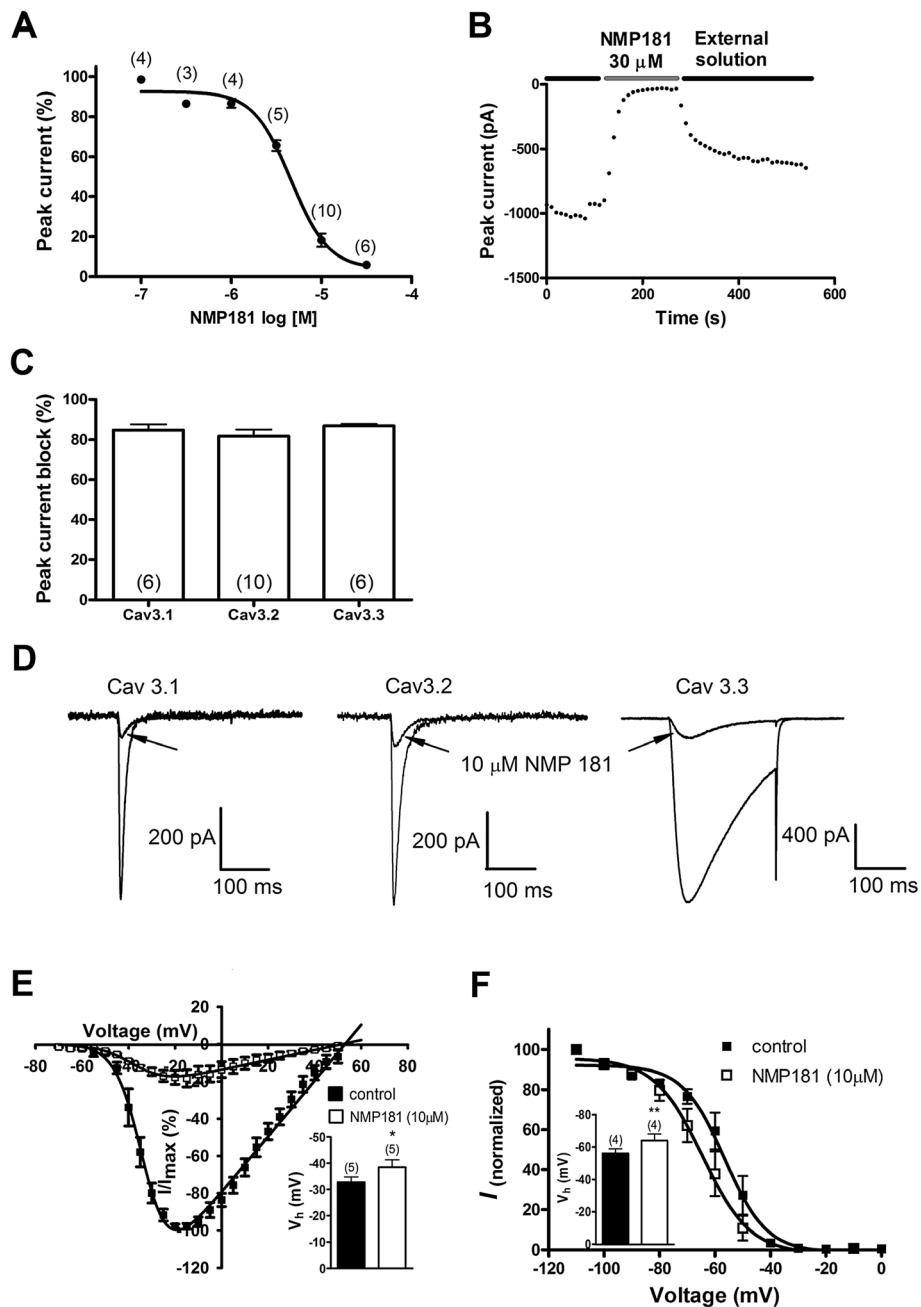 A
(4)
(3)
(4)
(5)
(10)
(6)
100
80
60
40
20
0
-7
-6
-5
-4
Peak current (%)
NMP181 log [M]
B
NMP181
30 μM
External
solution
0
-500
-1000
-1500
0
200
400
600
Peak current (pA)
Time (s)
C
100
80
60
40
20
0
Peak current block (%)
(6)
(10)
(6)
Cav3.1
Cav3.2
Cav3.3
D
Cav 3.1
Cav3.2
Cav 3.3
10 μM NMP 181
200 pA
100 ms
200 pA
100 ms
400 pA
100 ms
E
20
Voltage (mV)
0
-80
-60
-40
-20
20
40
60
80
-20
-40
-60
-80
-100
-120
I/Imax (%)
control
NMP181 (10μM)
-50
-40
-30
-20
-10
0
Vh (mV)
(5)
*
(5)
F
control
NMP181 (10μM)
100
80
60
40
20
0
I (normalized)
-80
-60
-40
-20
0
Vh (mV)
(4)
**
(4)
-120
-100
-80
-60
-40
-20
0
Voltage (mV)